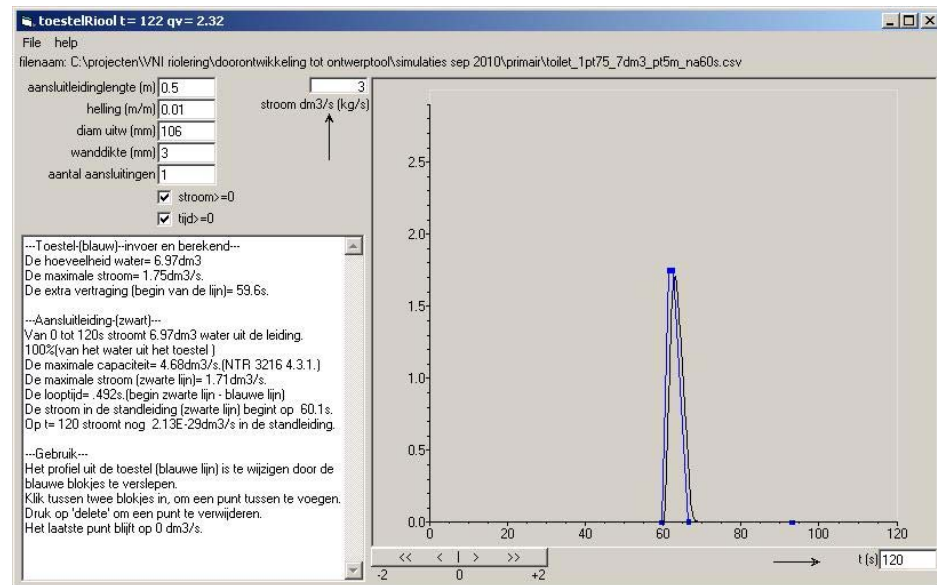 toestelRiool t= 122 qv= 2.32
File help
filenaam: C:\projecten\VNI riolering\doorontwikkeling tot ontwerptool\simulaties sep 2010\primair\toilet_1pt75_7dm3_pt5m_na60s.csv
aansluitleidinglengte (m) 0.5
helling (m/m) 0.01
diam uitw (mm) 106
wanddikte (mm) 3
aantal aansluitingen 1
stroom>=0
tijd>=0
3
stroom dm3/s (kg/s)
---Toestel-(blauw)--invoer en berekend---
De hoeveelheid water= 6.97dm3
De maximale stroom= 1.75dm3/s.
De extra vertraging (begin van de lijn)= 59.6s.
---Aansluitleiding-(zwart)---
Van 0 tot 120s stroomt 6.97dm3 water uit de leiding.
100%(van het water uit het toestel )
De maximale capaciteit= 4.68dm3/s.(NTR 3216 4.3.1.)
De maximale stroom (zwarte lijn)= 1.71dm3/s.
De looptijd= .492s.(begin zwarte lijn - blauwe lijn)
De stroom in de standleiding (zwarte lijn) begint op 60.1s.
Op t= 120 stroomt nog 2.13E-29dm3/s in de standleiding.
---Gebruik---
Het profiel uit de toestel (blauwe lijn) is te wijzigen door de
blauwe blokjes te verslepen.
Klik tussen twee blokjes in, om een punt tussen te voegen.
Druk op 'delete' om een punt te verwijderen.
Het laatste punt blijft op 0 dm3/s.
2.5
2.0
1.5
1.0
0.5
0.0
0 20 40 60 80 100 120
<< < | > >>
-2 0 +2
t (s) 120